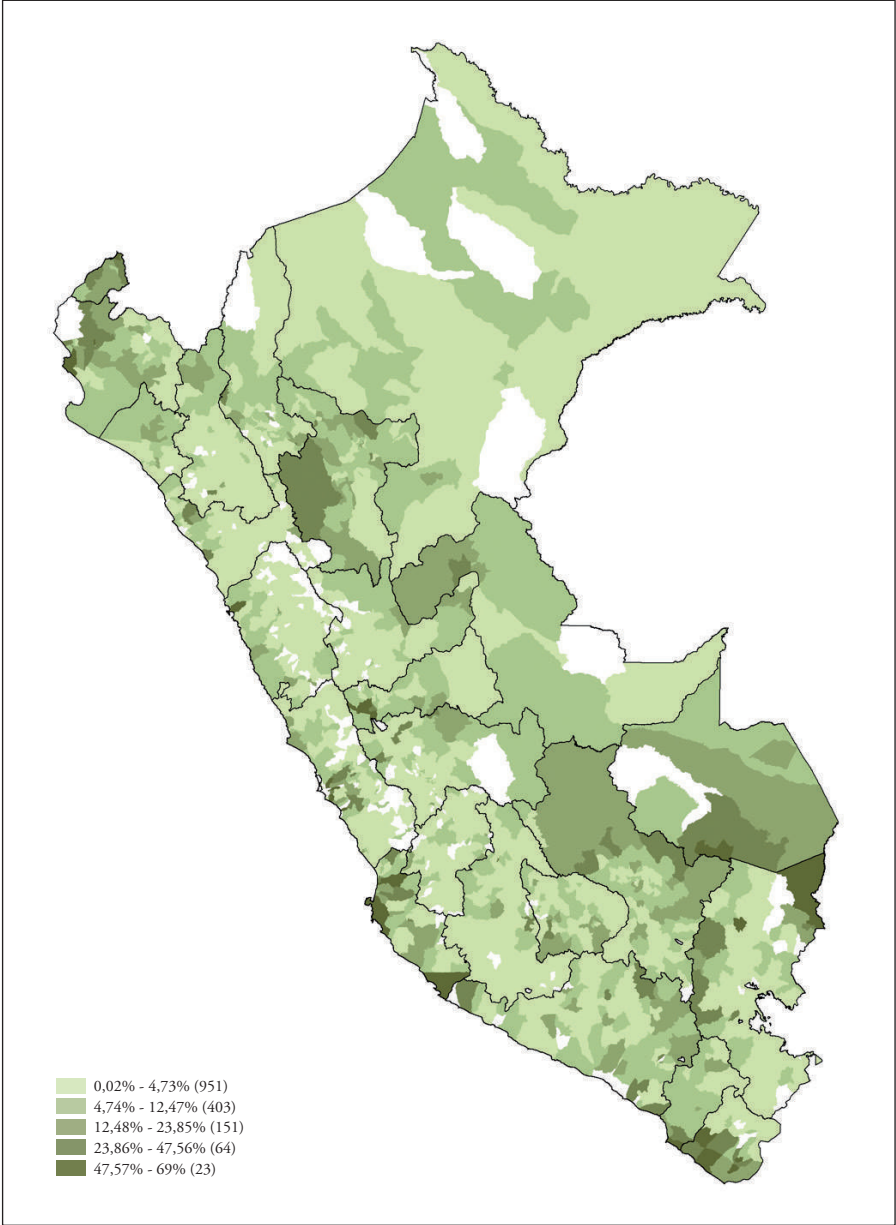 0,02% - 4,73% (951)
4,74% - 12,47% (403)
12,48% - 23,85% (151)
23,86% - 47,56% (64)
47,57% - 69% (23)